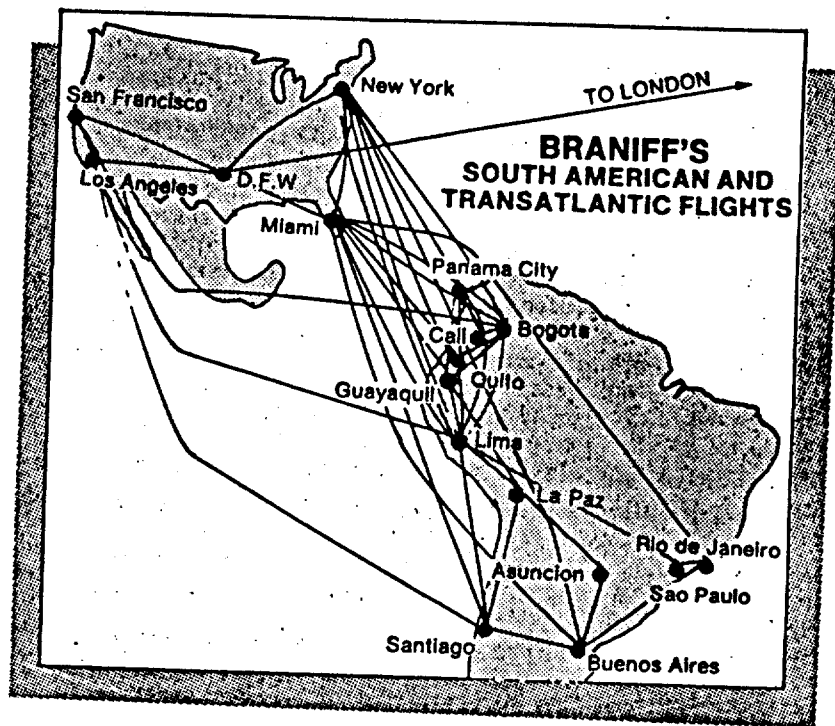 New York
TO LONDON
San Francisco
BRANIFF'S
SOUTH AMERICAN AND
TRANSATLANTIC FLIGHTS
Los Angeles
D.F.W
Miami
Panama City
Cali
Bogota
Quito
Guayaquil
Lima
La Paz
Rio de Janeiro
Asuncion
Sao Paulo
Santiago
Buenos Aires